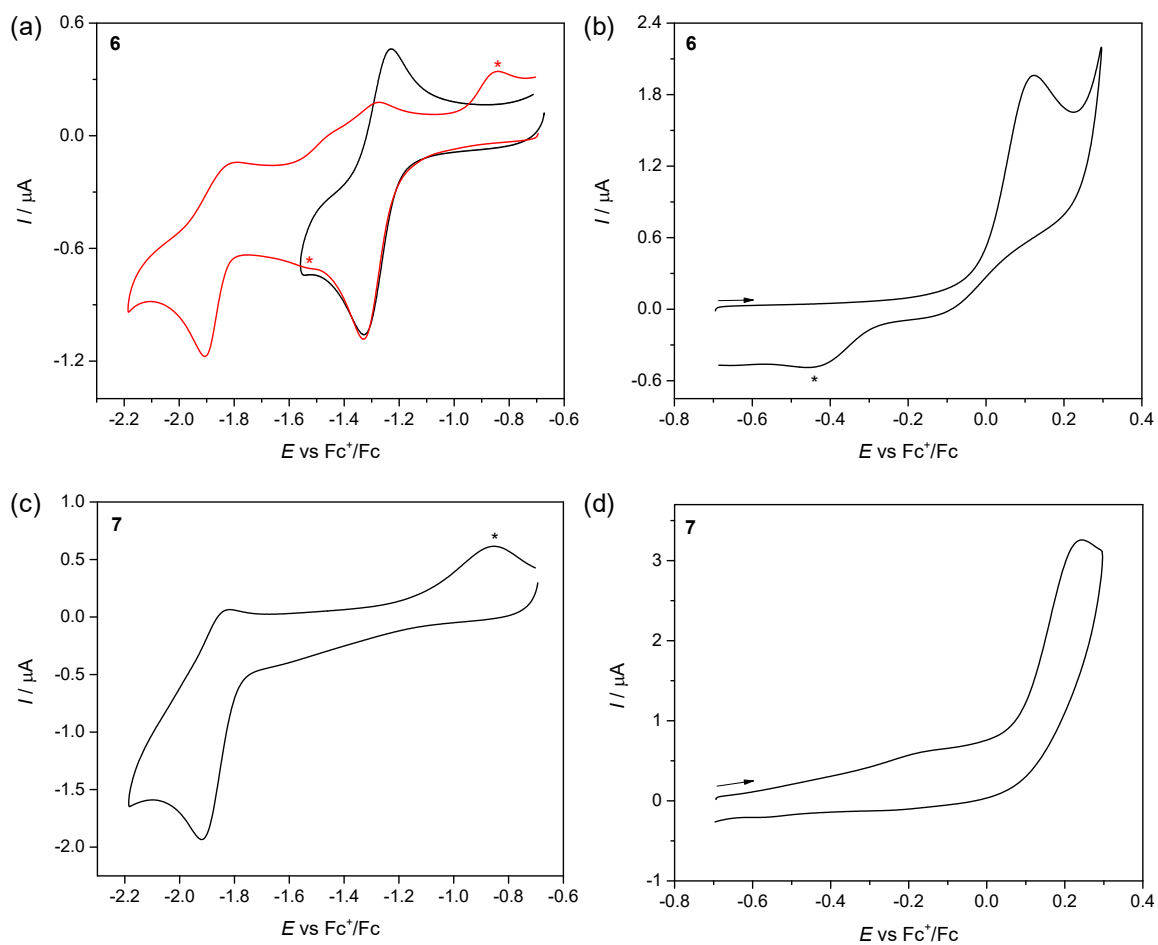 (a)
6
*
*
0.6
0.0
-0.6
-1.2
I / μA
-2.2 -2.0 -1.8 -1.6 -1.4 -1.2 -1.0 -0.8 -0.6
E vs Fc⁺/Fc
(b)
6
*
2.4
1.8
1.2
0.6
0.0
-0.6
I / μA
-0.8 -0.6 -0.4 -0.2 0.0 0.2 0.4
E vs Fc⁺/Fc
(c)
7
*
1.0
0.5
0.0
-0.5
-1.0
-1.5
-2.0
I / μA
-2.2 -2.0 -1.8 -1.6 -1.4 -1.2 -1.0 -0.8 -0.6
E vs Fc⁺/Fc
(d)
7
3
2
1
0
-1
I / μA
-0.8 -0.6 -0.4 -0.2 0.0 0.2 0.4
E vs Fc⁺/Fc